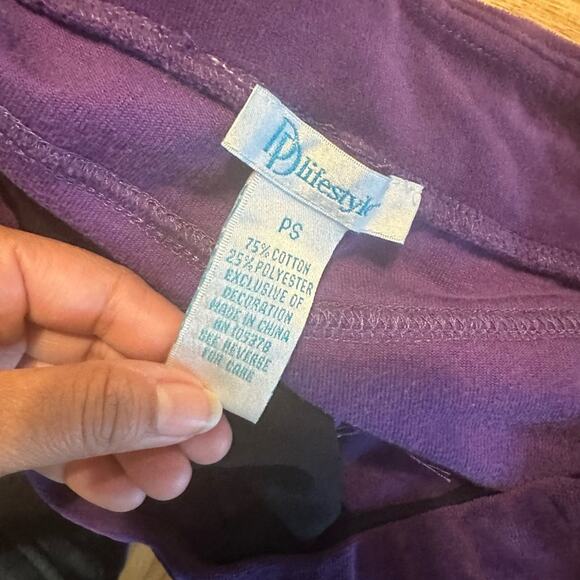 DD lifestyle
PS
75% COTTON
25% POLYESTER
EXCLUSIVE OF
DECORATION
MADE IN CHINA
RN 105378
SEE REVERSE
FOR CARE